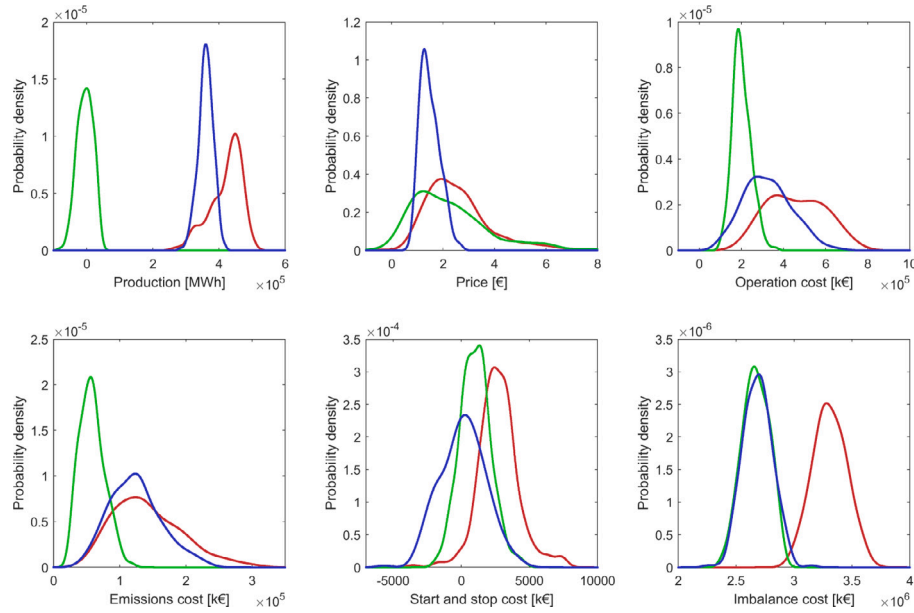 ×10⁻⁵
2
1.5
1
0.5
0
Probability density
0 2 4 6
Production [MWh] ×10⁵
1.2
1
0.8
0.6
0.4
0.2
0
Probability density
0 2 4 6 8
Price [€]
×10⁻⁵
1
0.8
0.6
0.4
0.2
0
Probability density
0 2 4 6 8 10
Operation cost [k€] ×10⁵
×10⁻⁵
2.5
2
1.5
1
0.5
0
Probability density
0 1 2 3
Emissions cost [k€] ×10⁵
×10⁻⁴
3.5
3
2.5
2
1.5
1
0.5
0
Probability density
-5000 0 5000 10000
Start and stop cost [k€]
×10⁻⁶
3.5
3
2.5
2
1.5
1
0.5
0
Probability density
2 2.5 3 3.5 4
Imbalance cost [k€] ×10⁶